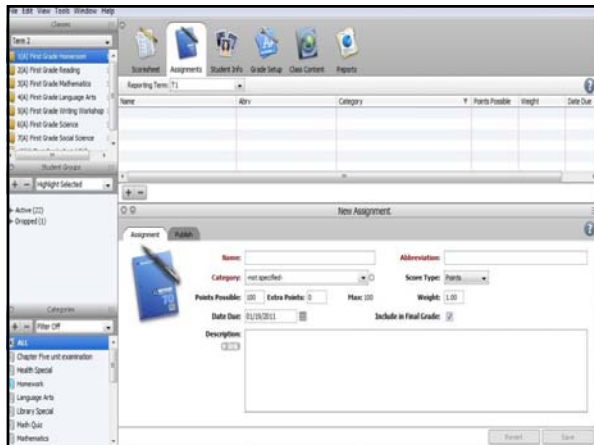 File Edit View Tools Window Help
Classes
Term 2
1(A) First Grade Homeroom
2(A) First Grade Reading
3(A) First Grade Mathematics
4(A) First Grade Language Arts
5(A) First Grade Writing Workshop
6(A) First Grade Science
7(A) First Grade Social Science
Student Groups
Highlight Selected
Active (22)
Dropped (1)
Categories
Filter Off
ALL
Chapter Five unit examination
Health Special
Homework
Language Arts
Library Special
Math Quiz
Mathematics
Scoresheet Assignments Student Info Grade Setup Class Content Reports
Reporting Term: T1
Name Abrv Category Points Possible Weight Date Due
New Assignment
Assignment Publish
Name: Abbreviation:
Category: <not specified> Score Type: Points
Points Possible: 100 Extra Points: 0 Max: 100 Weight: 1.00
Date Due: 01/19/2011 Include in Final Grade:
Description:
Revert Save